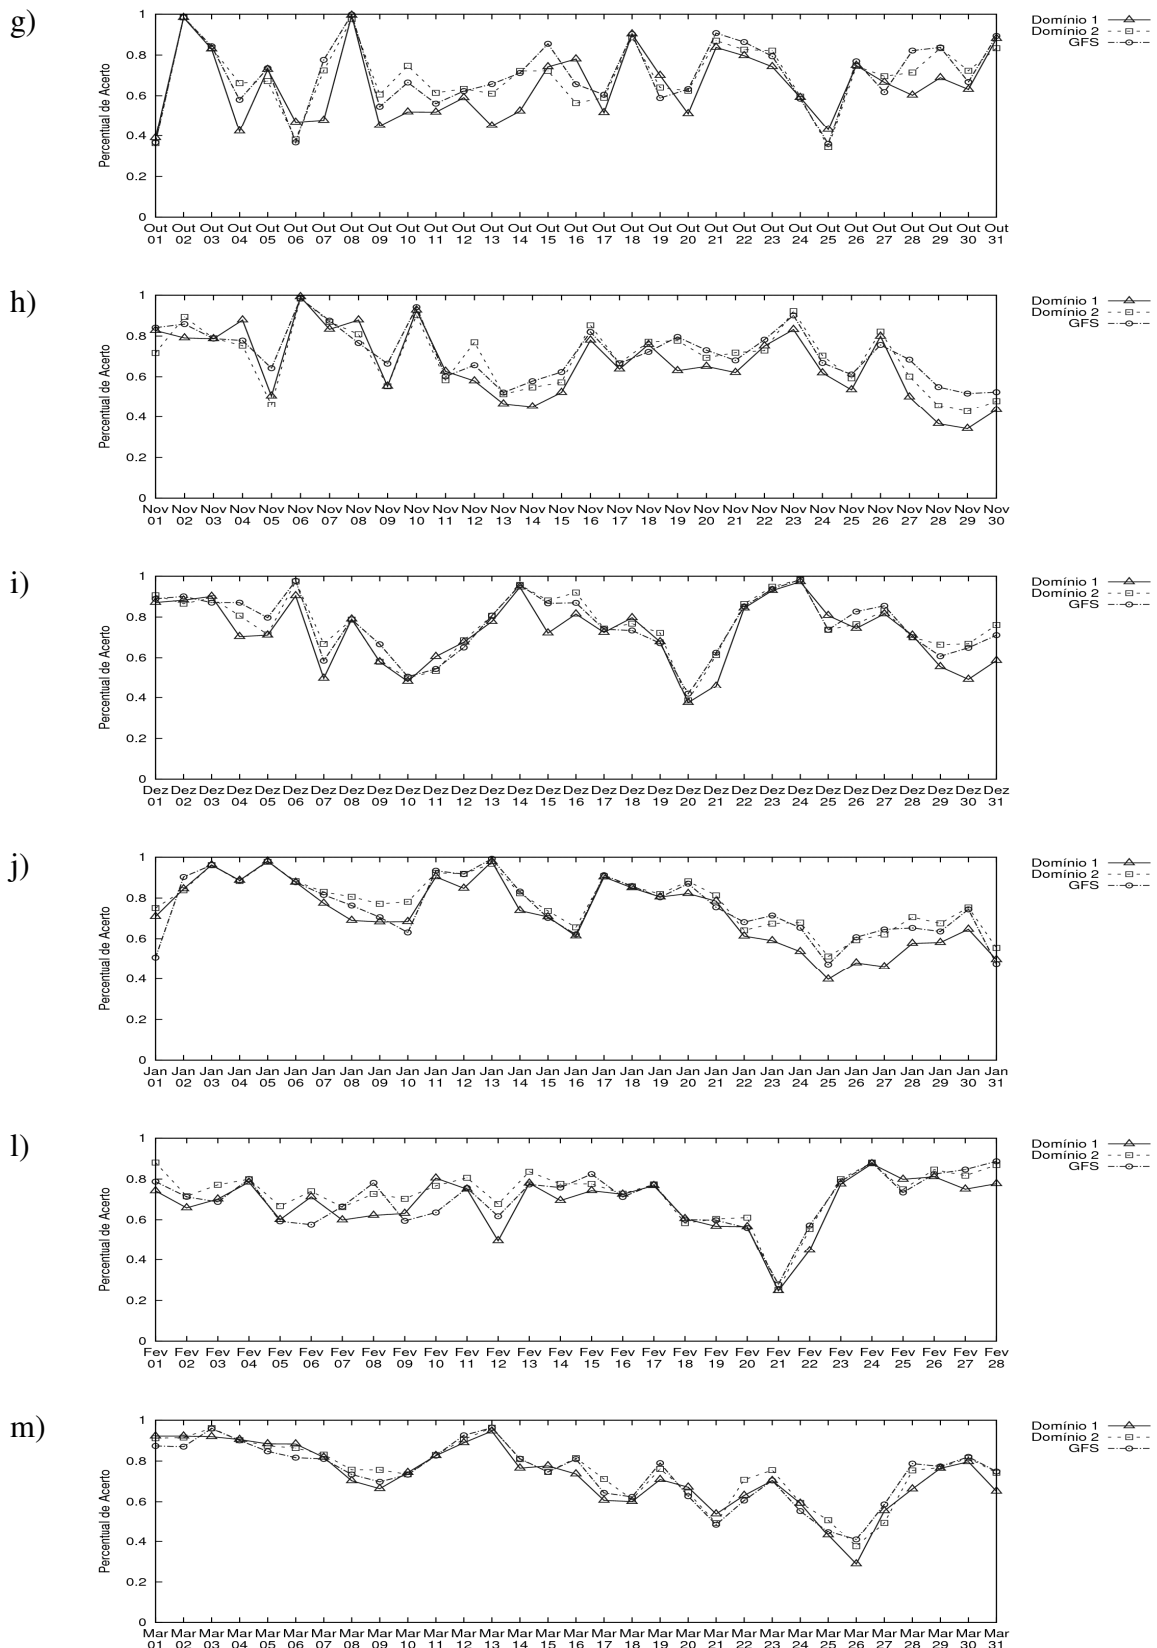 g)
Percentual de Acerto
1
0.8
0.6
0.4
0.2
0
Out Out Out Out Out Out Out Out Out Out Out Out Out Out Out Out Out Out Out Out Out Out Out Out Out Out Out Out Out Out Out
01 02 03 04 05 06 07 08 09 10 11 12 13 14 15 16 17 18 19 20 21 22 23 24 25 26 27 28 29 30 31
Domínio 1
Domínio 2
GFS
h)
Percentual de Acerto
1
0.8
0.6
0.4
0.2
0
Nov Nov Nov Nov Nov Nov Nov Nov Nov Nov Nov Nov Nov Nov Nov Nov Nov Nov Nov Nov Nov Nov Nov Nov Nov Nov Nov Nov Nov Nov
01 02 03 04 05 06 07 08 09 10 11 12 13 14 15 16 17 18 19 20 21 22 23 24 25 26 27 28 29 30
Domínio 1
Domínio 2
GFS
i)
Percentual de Acerto
1
0.8
0.6
0.4
0.2
0
Dez Dez Dez Dez Dez Dez Dez Dez Dez Dez Dez Dez Dez Dez Dez Dez Dez Dez Dez Dez Dez Dez Dez Dez Dez Dez Dez Dez Dez Dez Dez
01 02 03 04 05 06 07 08 09 10 11 12 13 14 15 16 17 18 19 20 21 22 23 24 25 26 27 28 29 30 31
Domínio 1
Domínio 2
GFS
j)
Percentual de Acerto
1
0.8
0.6
0.4
0.2
0
Jan Jan Jan Jan Jan Jan Jan Jan Jan Jan Jan Jan Jan Jan Jan Jan Jan Jan Jan Jan Jan Jan Jan Jan Jan Jan Jan Jan Jan Jan Jan
01 02 03 04 05 06 07 08 09 10 11 12 13 14 15 16 17 18 19 20 21 22 23 24 25 26 27 28 29 30 31
Domínio 1
Domínio 2
GFS
l)
Percentual de Acerto
1
0.8
0.6
0.4
0.2
0
Fev Fev Fev Fev Fev Fev Fev Fev Fev Fev Fev Fev Fev Fev Fev Fev Fev Fev Fev Fev Fev Fev Fev Fev Fev Fev Fev Fev
01 02 03 04 05 06 07 08 09 10 11 12 13 14 15 16 17 18 19 20 21 22 23 24 25 26 27 28
Domínio 1
Domínio 2
GFS
m)
Percentual de Acerto
1
0.8
0.6
0.4
0.2
0
Mar Mar Mar Mar Mar Mar Mar Mar Mar Mar Mar Mar Mar Mar Mar Mar Mar Mar Mar Mar Mar Mar Mar Mar Mar Mar Mar Mar Mar Mar Mar
01 02 03 04 05 06 07 08 09 10 11 12 13 14 15 16 17 18 19 20 21 22 23 24 25 26 27 28 29 30 31
Domínio 1
Domínio 2
GFS